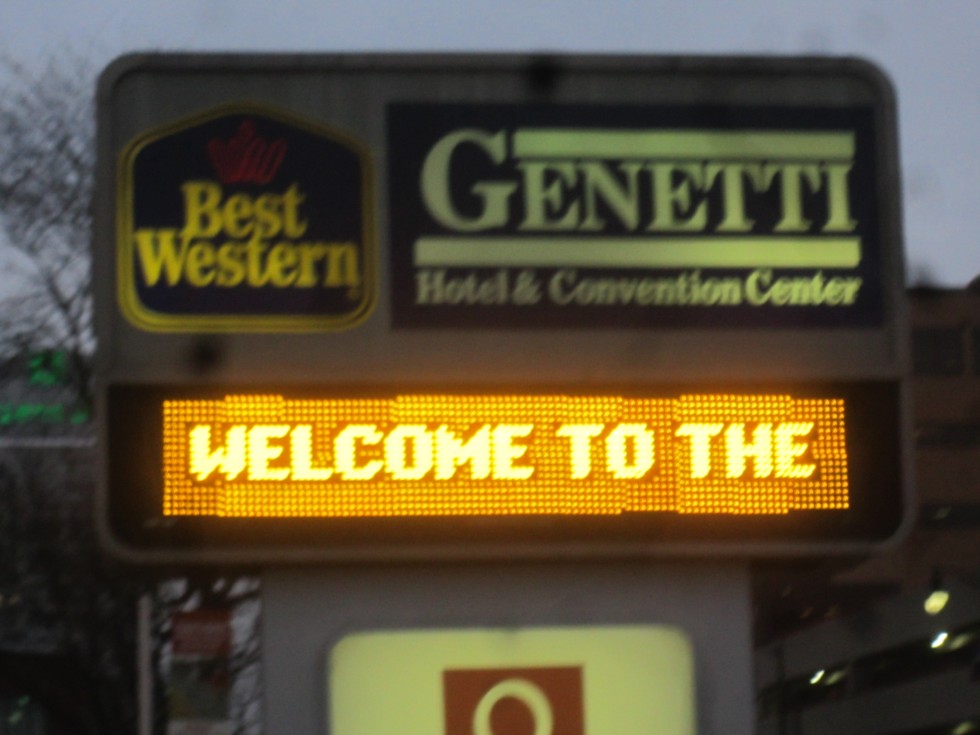 Best
Western
GENETTI
Hotel & Convention Center
WELCOME TO THE